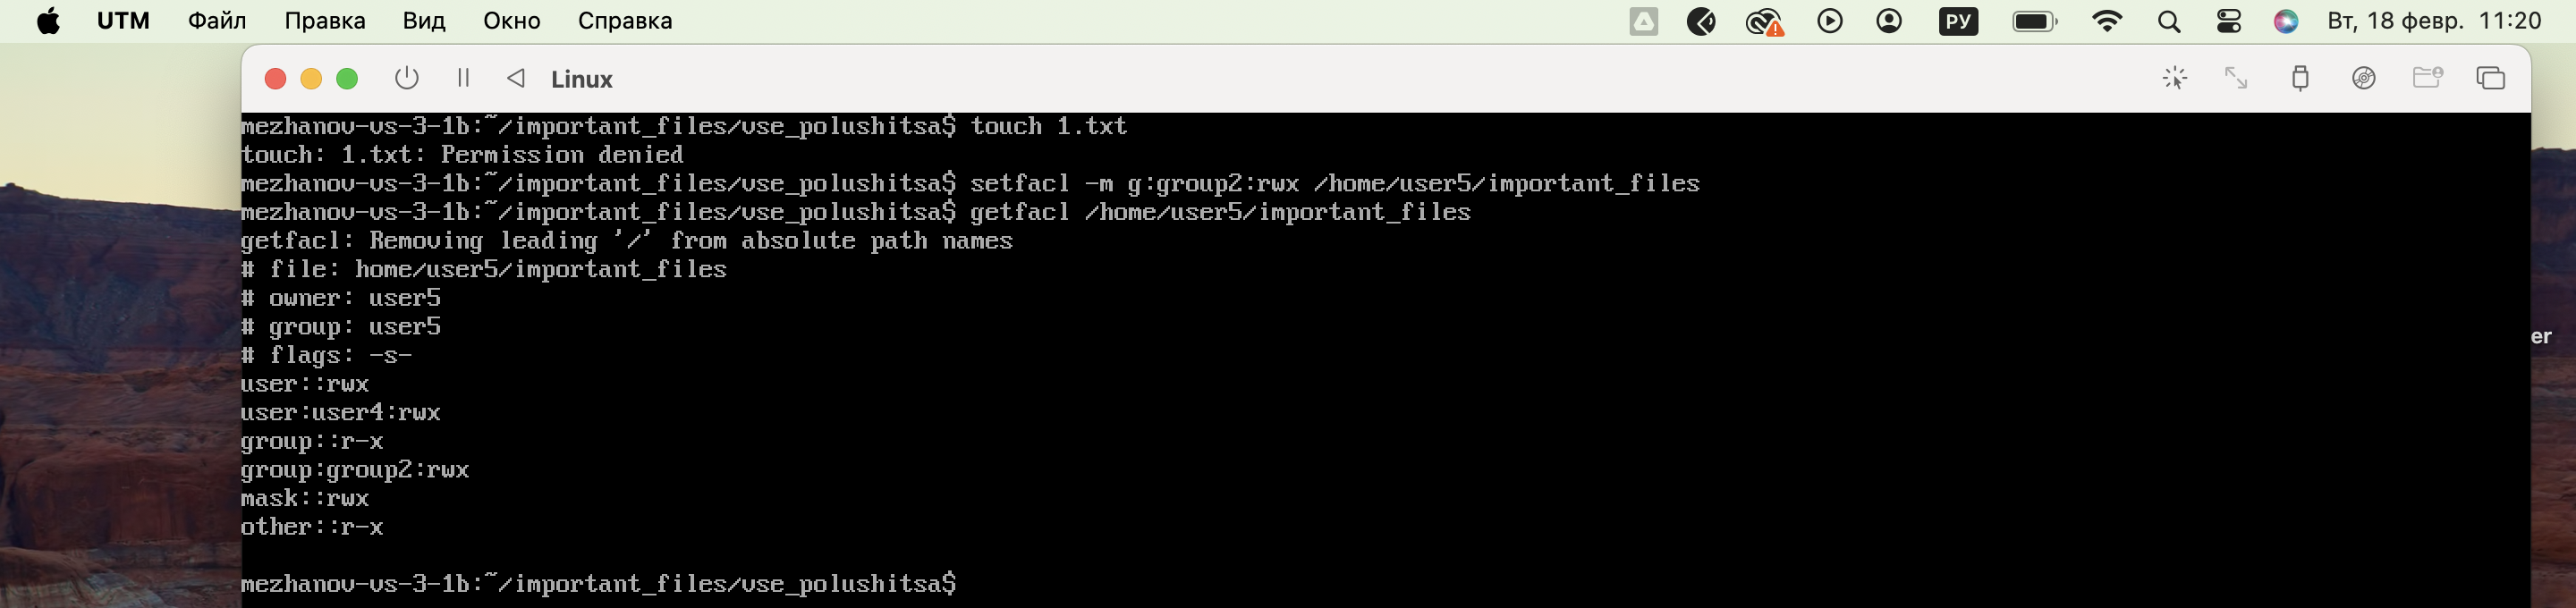 UTM Файл Правка Вид Окно Справка РУ Вт, 18 февр. 11:20
Linux
mezhanov-vs-3-1b:~/important_files/vse_polushitsa$ touch 1.txt
touch: 1.txt: Permission denied
mezhanov-vs-3-1b:~/important_files/vse_polushitsa$ setfacl -m g:group2:rwx /home/user5/important_files
mezhanov-vs-3-1b:~/important_files/vse_polushitsa$ getfacl /home/user5/important_files
getfacl: Removing leading '/' from absolute path names
# file: home/user5/important_files
# owner: user5
# group: user5
# flags: -s-
user::rwx
user:user4:rwx
group::r-x
group:group2:rwx
mask::rwx
other::r-x
mezhanov-vs-3-1b:~/important_files/vse_polushitsa$
er